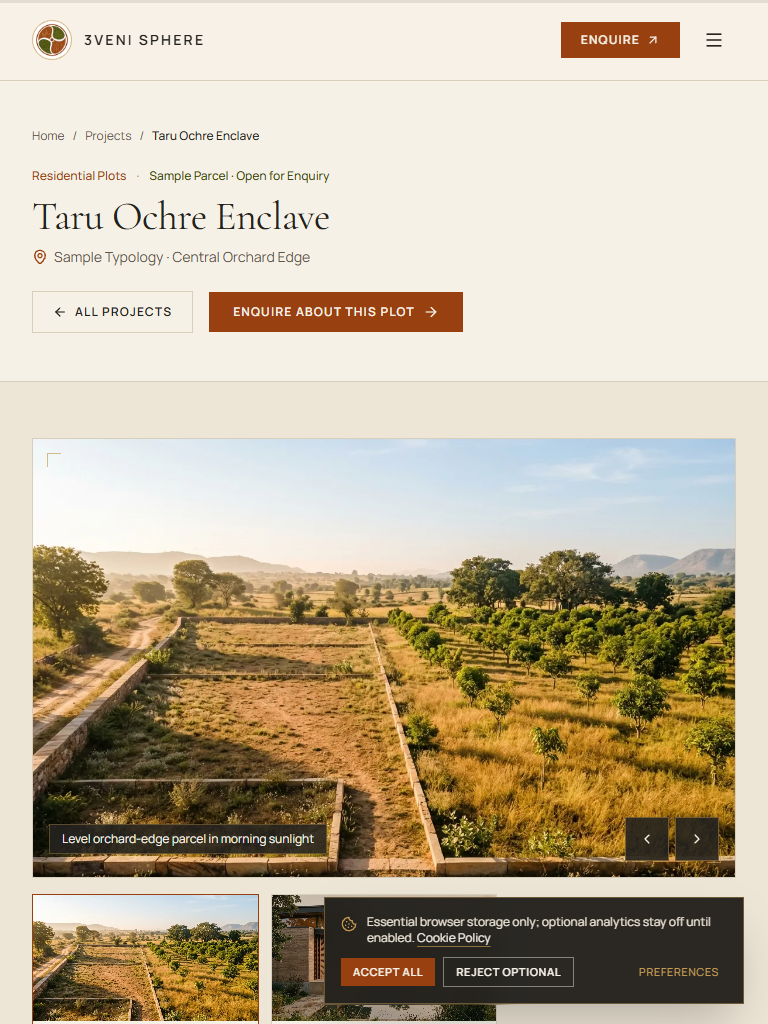 3VENI SPHERE
ENQUIRE
Home / Projects / Taru Ochre Enclave
Residential Plots · Sample Parcel · Open for Enquiry
Taru Ochre Enclave
Sample Typology · Central Orchard Edge
ALL PROJECTS
ENQUIRE ABOUT THIS PLOT
Level orchard-edge parcel in morning sunlight
Essential browser storage only; optional analytics stay off until
enabled. Cookie Policy
ACCEPT ALL
REJECT OPTIONAL
PREFERENCES